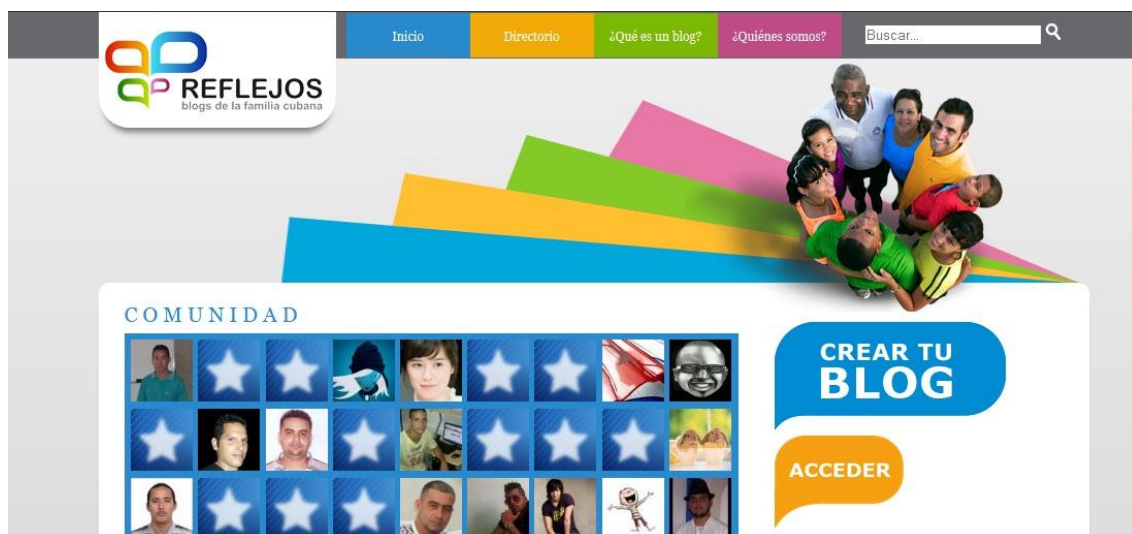 Inicio
Directorio
¿Qué es un blog?
¿Quiénes somos?
Buscar...
REFLEJOS
blogs de la familia cubana
COMUNIDAD
CREAR TU
BLOG
ACCEDER